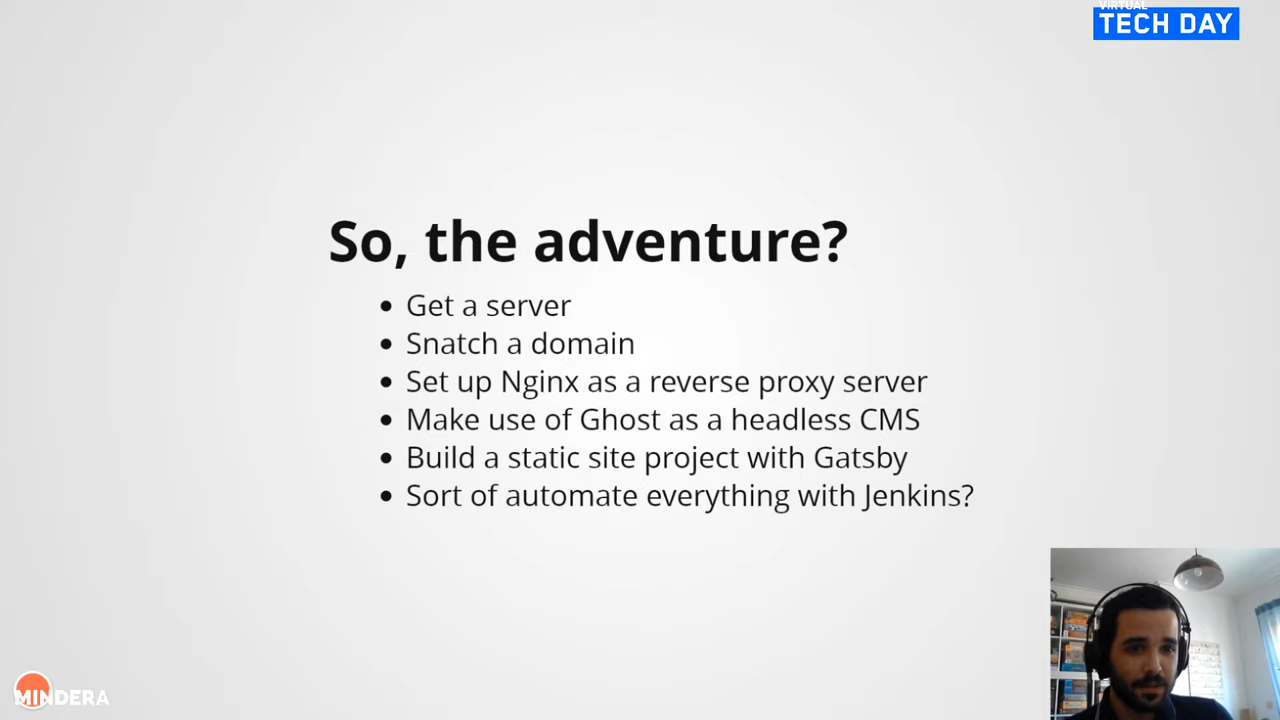 VIRTUAL
TECH DAY
So, the adventure?
• Get a server
• Snatch a domain
• Set up Nginx as a reverse proxy server
• Make use of Ghost as a headless CMS
• Build a static site project with Gatsby
• Sort of automate everything with Jenkins?
MINDERA